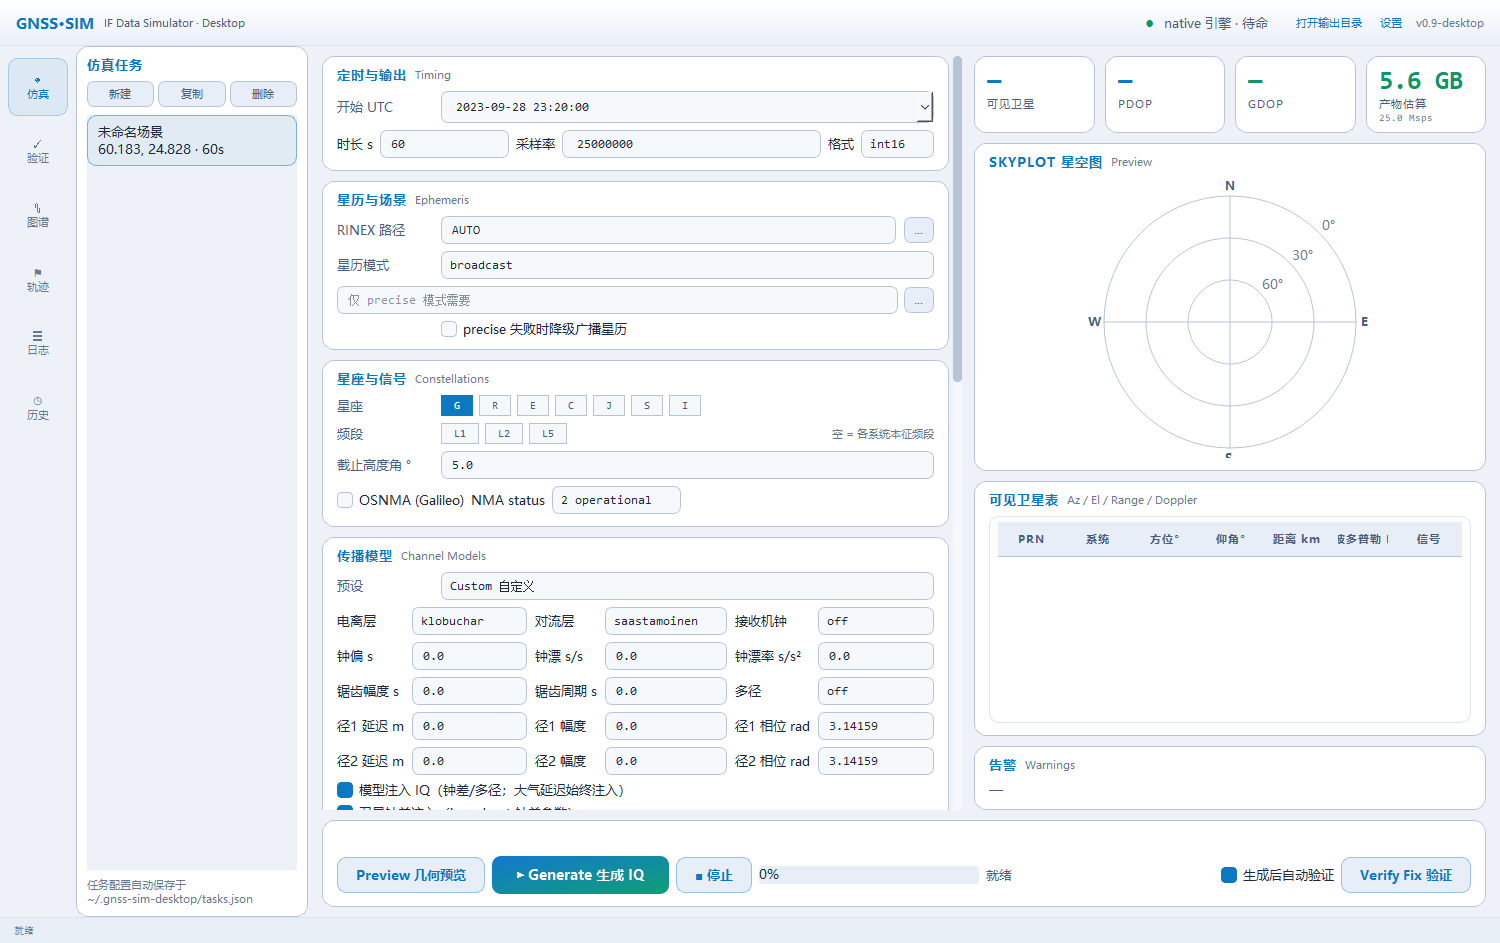 GNSS•SIM IF Data Simulator · Desktop
native 引擎 · 待命 打开输出目录 设置 v0.9-desktop
仿真
验证
图谱
轨迹
日志
历史
仿真任务
新建 复制 删除
未命名场景
60.183, 24.828 · 60s
任务配置自动保存于
~/.gnss-sim-desktop/tasks.json
定时与输出 Timing
开始 UTC 2023-09-28 23:20:00
时长 s 60 采样率 25000000 格式 int16
星历与场景 Ephemeris
RINEX 路径 AUTO ...
星历模式 broadcast
仅 precise 模式需要 ...
precise 失败时降级广播星历
星座与信号 Constellations
星座 G R E C J S I
频段 L1 L2 L5 空 = 各系统本征频段
截止高度角 ° 5.0
OSNMA (Galileo) NMA status 2 operational
传播模型 Channel Models
预设 Custom 自定义
电离层 klobuchar 对流层 saastamoinen 接收机钟 off
钟偏 s 0.0 钟漂 s/s 0.0 钟漂率 s/s² 0.0
锯齿幅度 s 0.0 锯齿周期 s 0.0 多径 off
径1 延迟 m 0.0 径1 幅度 0.0 径1 相位 rad 3.14159
径2 延迟 m 0.0 径2 幅度 0.0 径2 相位 rad 3.14159
模型注入 IQ（钟差/多径；大气延迟始终注入）
— 可见卫星
— PDOP
— GDOP
5.6 GB
产物估算
25.0 Msps
SKYPLOT 星空图 Preview
N
0°
30°
60°
W E
S
可见卫星表 Az / El / Range / Doppler
PRN 系统 方位° 仰角° 距离 km 波多普勒 信号
告警 Warnings
—
Preview 几何预览 ▸ Generate 生成 IQ ■ 停止 0% 就绪 生成后自动验证 Verify Fix 验证
就绪